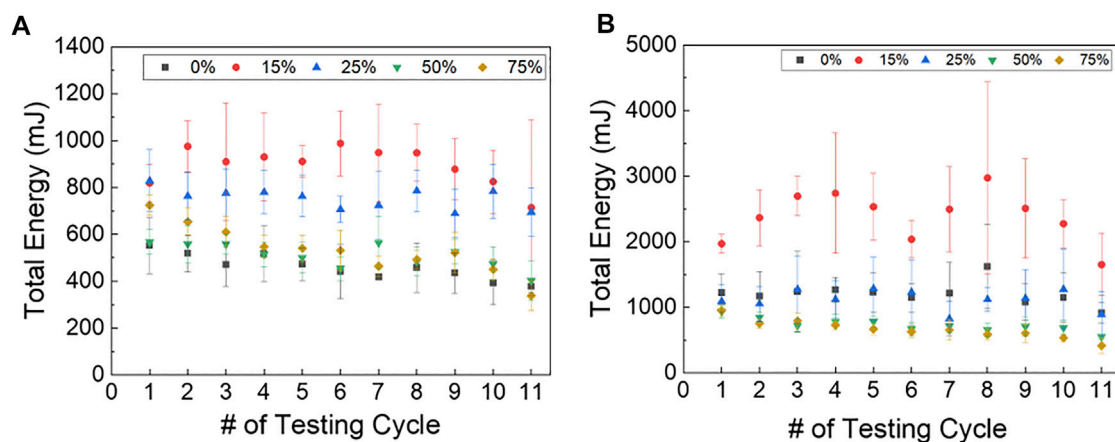 A
1400
1200
1000
800
600
400
200
0
Total Energy (mJ)
0% 15% 25% 50% 75%
0 1 2 3 4 5 6 7 8 9 10 11
# of Testing Cycle
B
5000
4000
3000
2000
1000
0
Total Energy (mJ)
0% 15% 25% 50% 75%
0 1 2 3 4 5 6 7 8 9 10 11
# of Testing Cycle